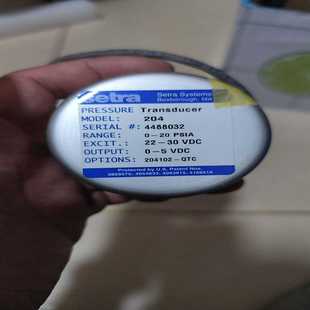 Setra
Setra Systems
Boxborough, MA
PRESSURE Transducer
MODEL: 204
SERIAL #: 4488032
RANGE: 0-20 PSIA
EXCIT.: 22-30 VDC
OUTPUT: 0-5 VDC
OPTIONS: 204102-QTC
Protected by U.S. Patent Nos.